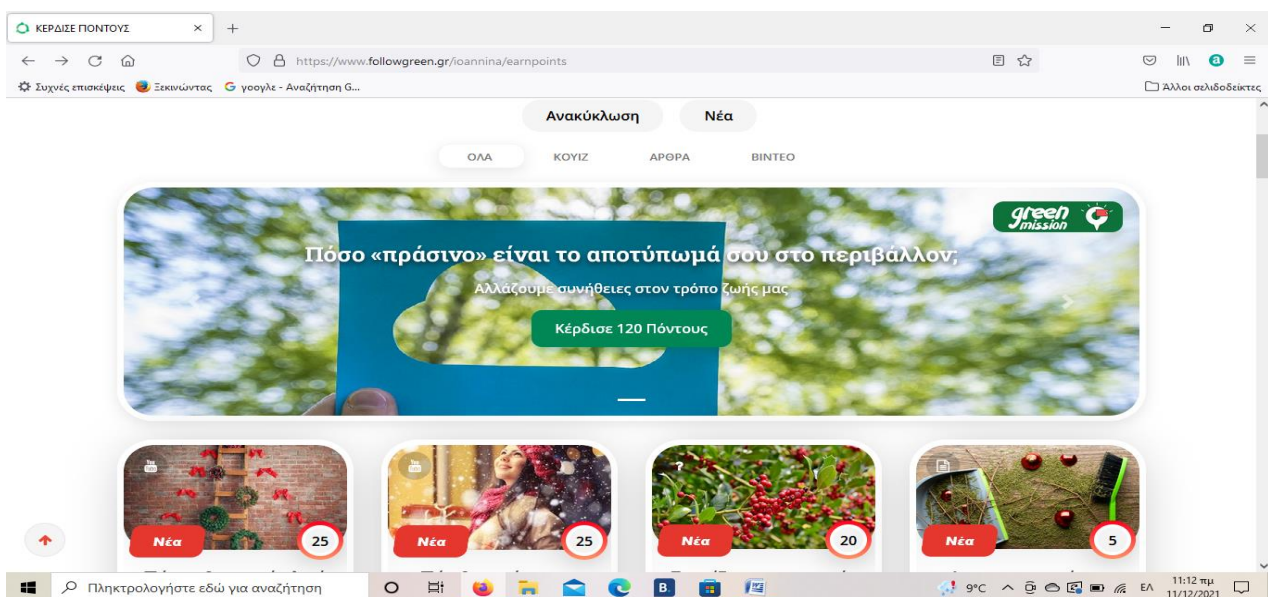 ΚΕΡΔΙΣΕ ΠΟΝΤΟΥΣ
https://www.followgreen.gr/ioannina/earnpoints
Συχνές επισκέψεις Ξεκινώντας γοογλε - Αναζήτηση G... Άλλοι σελιδοδείκτες
Ανακύκλωση Νέα
ΟΛΑ ΚΟΥΙΖ ΑΡΘΡΑ ΒΙΝΤΕΟ
green
mission
Πόσο «πράσινο» είναι το αποτύπωμά σου στο περιβάλλον;
Αλλάζουμε συνήθειες στον τρόπο ζωής μας
Κέρδισε 120 Πόντους
Νέα 25 Νέα 25 Νέα 20 Νέα 5
Πληκτρολογήστε εδώ για αναζήτηση 9°C ΕΛ 11:12 πμ
11/12/2021